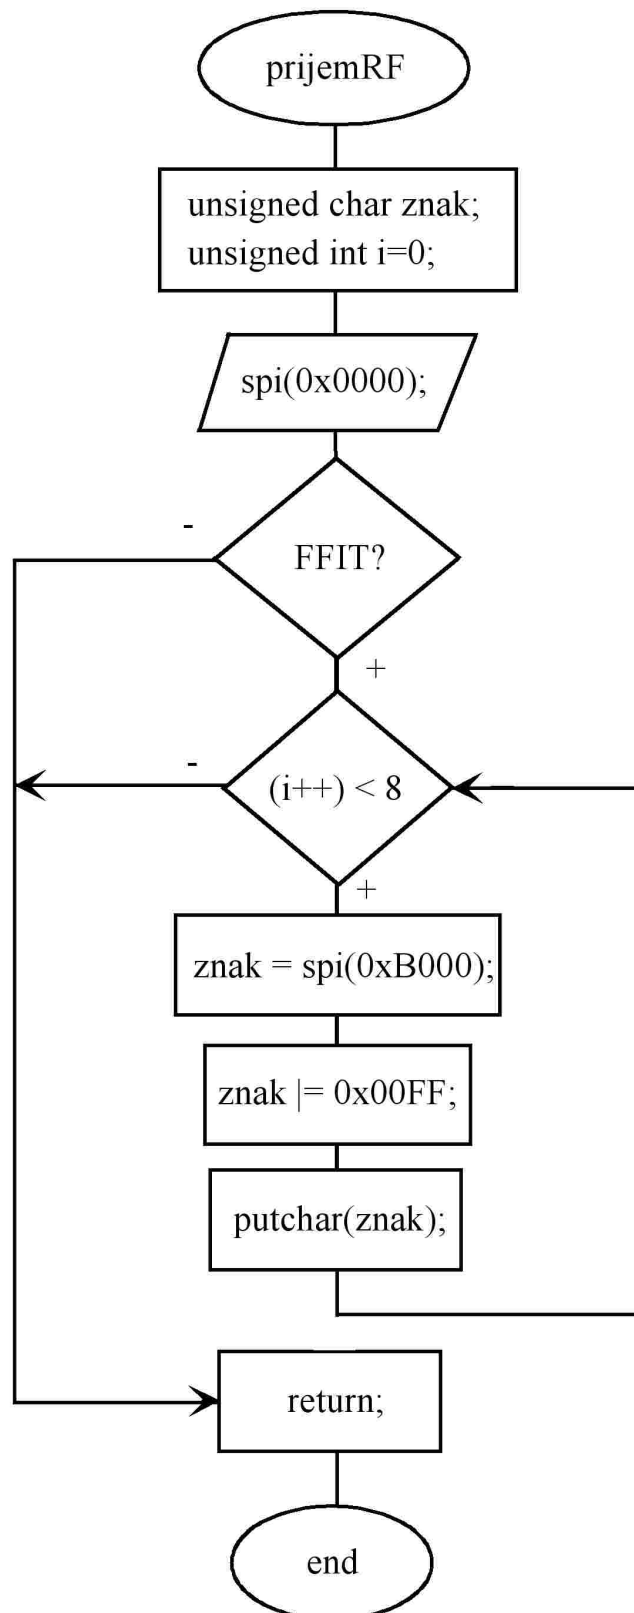 prijemRF
unsigned char znak;
unsigned int i=0;
spi(0x0000);
-
FFIT?
+
-
(i++) < 8
+
znak = spi(0xB000);
znak |= 0x00FF;
putchar(znak);
return;
end